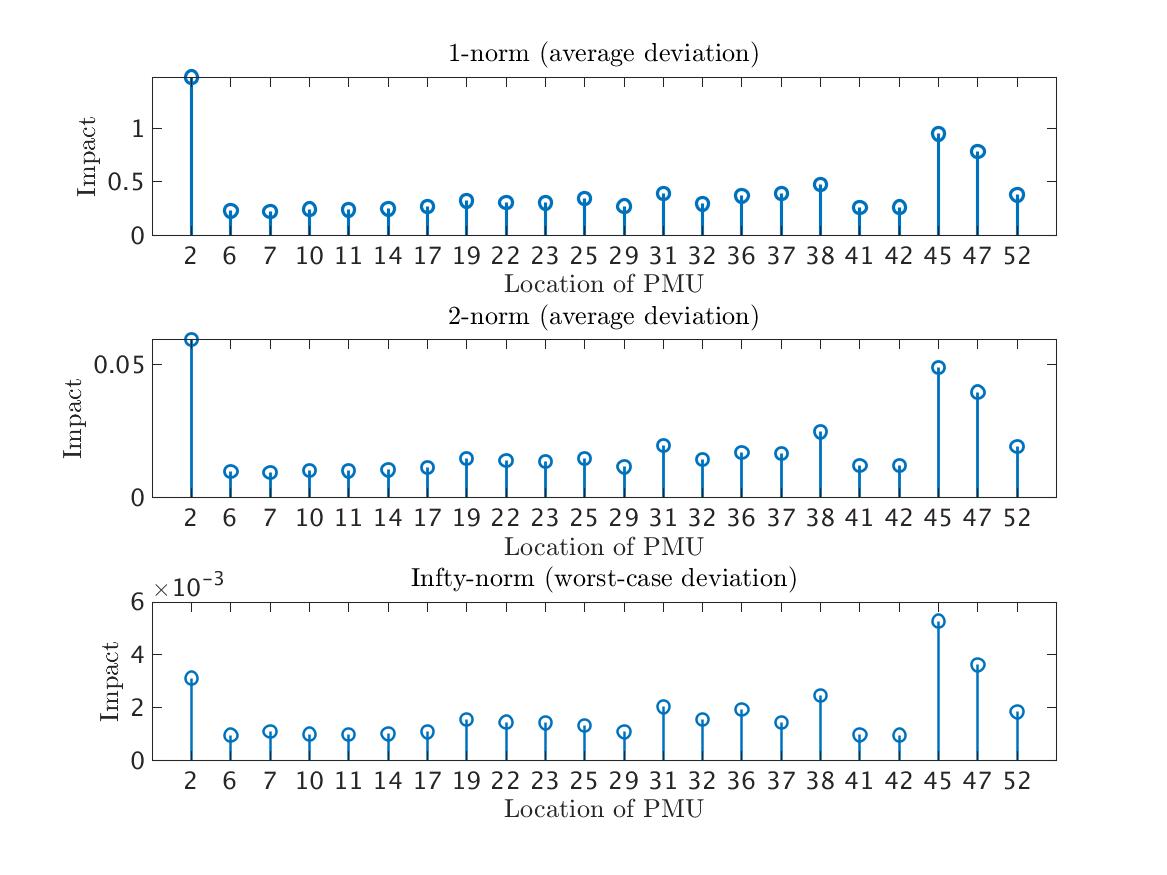 1-norm (average deviation)
Impact
1
0.5
0
2 6 7 10 11 14 17 19 22 23 25 29 31 32 36 37 38 41 42 45 47 52
Location of PMU
2-norm (average deviation)
Impact
0.05
0
2 6 7 10 11 14 17 19 22 23 25 29 31 32 36 37 38 41 42 45 47 52
Location of PMU
Infty-norm (worst-case deviation)
×10⁻³
Impact
6
4
2
0
2 6 7 10 11 14 17 19 22 23 25 29 31 32 36 37 38 41 42 45 47 52
Location of PMU